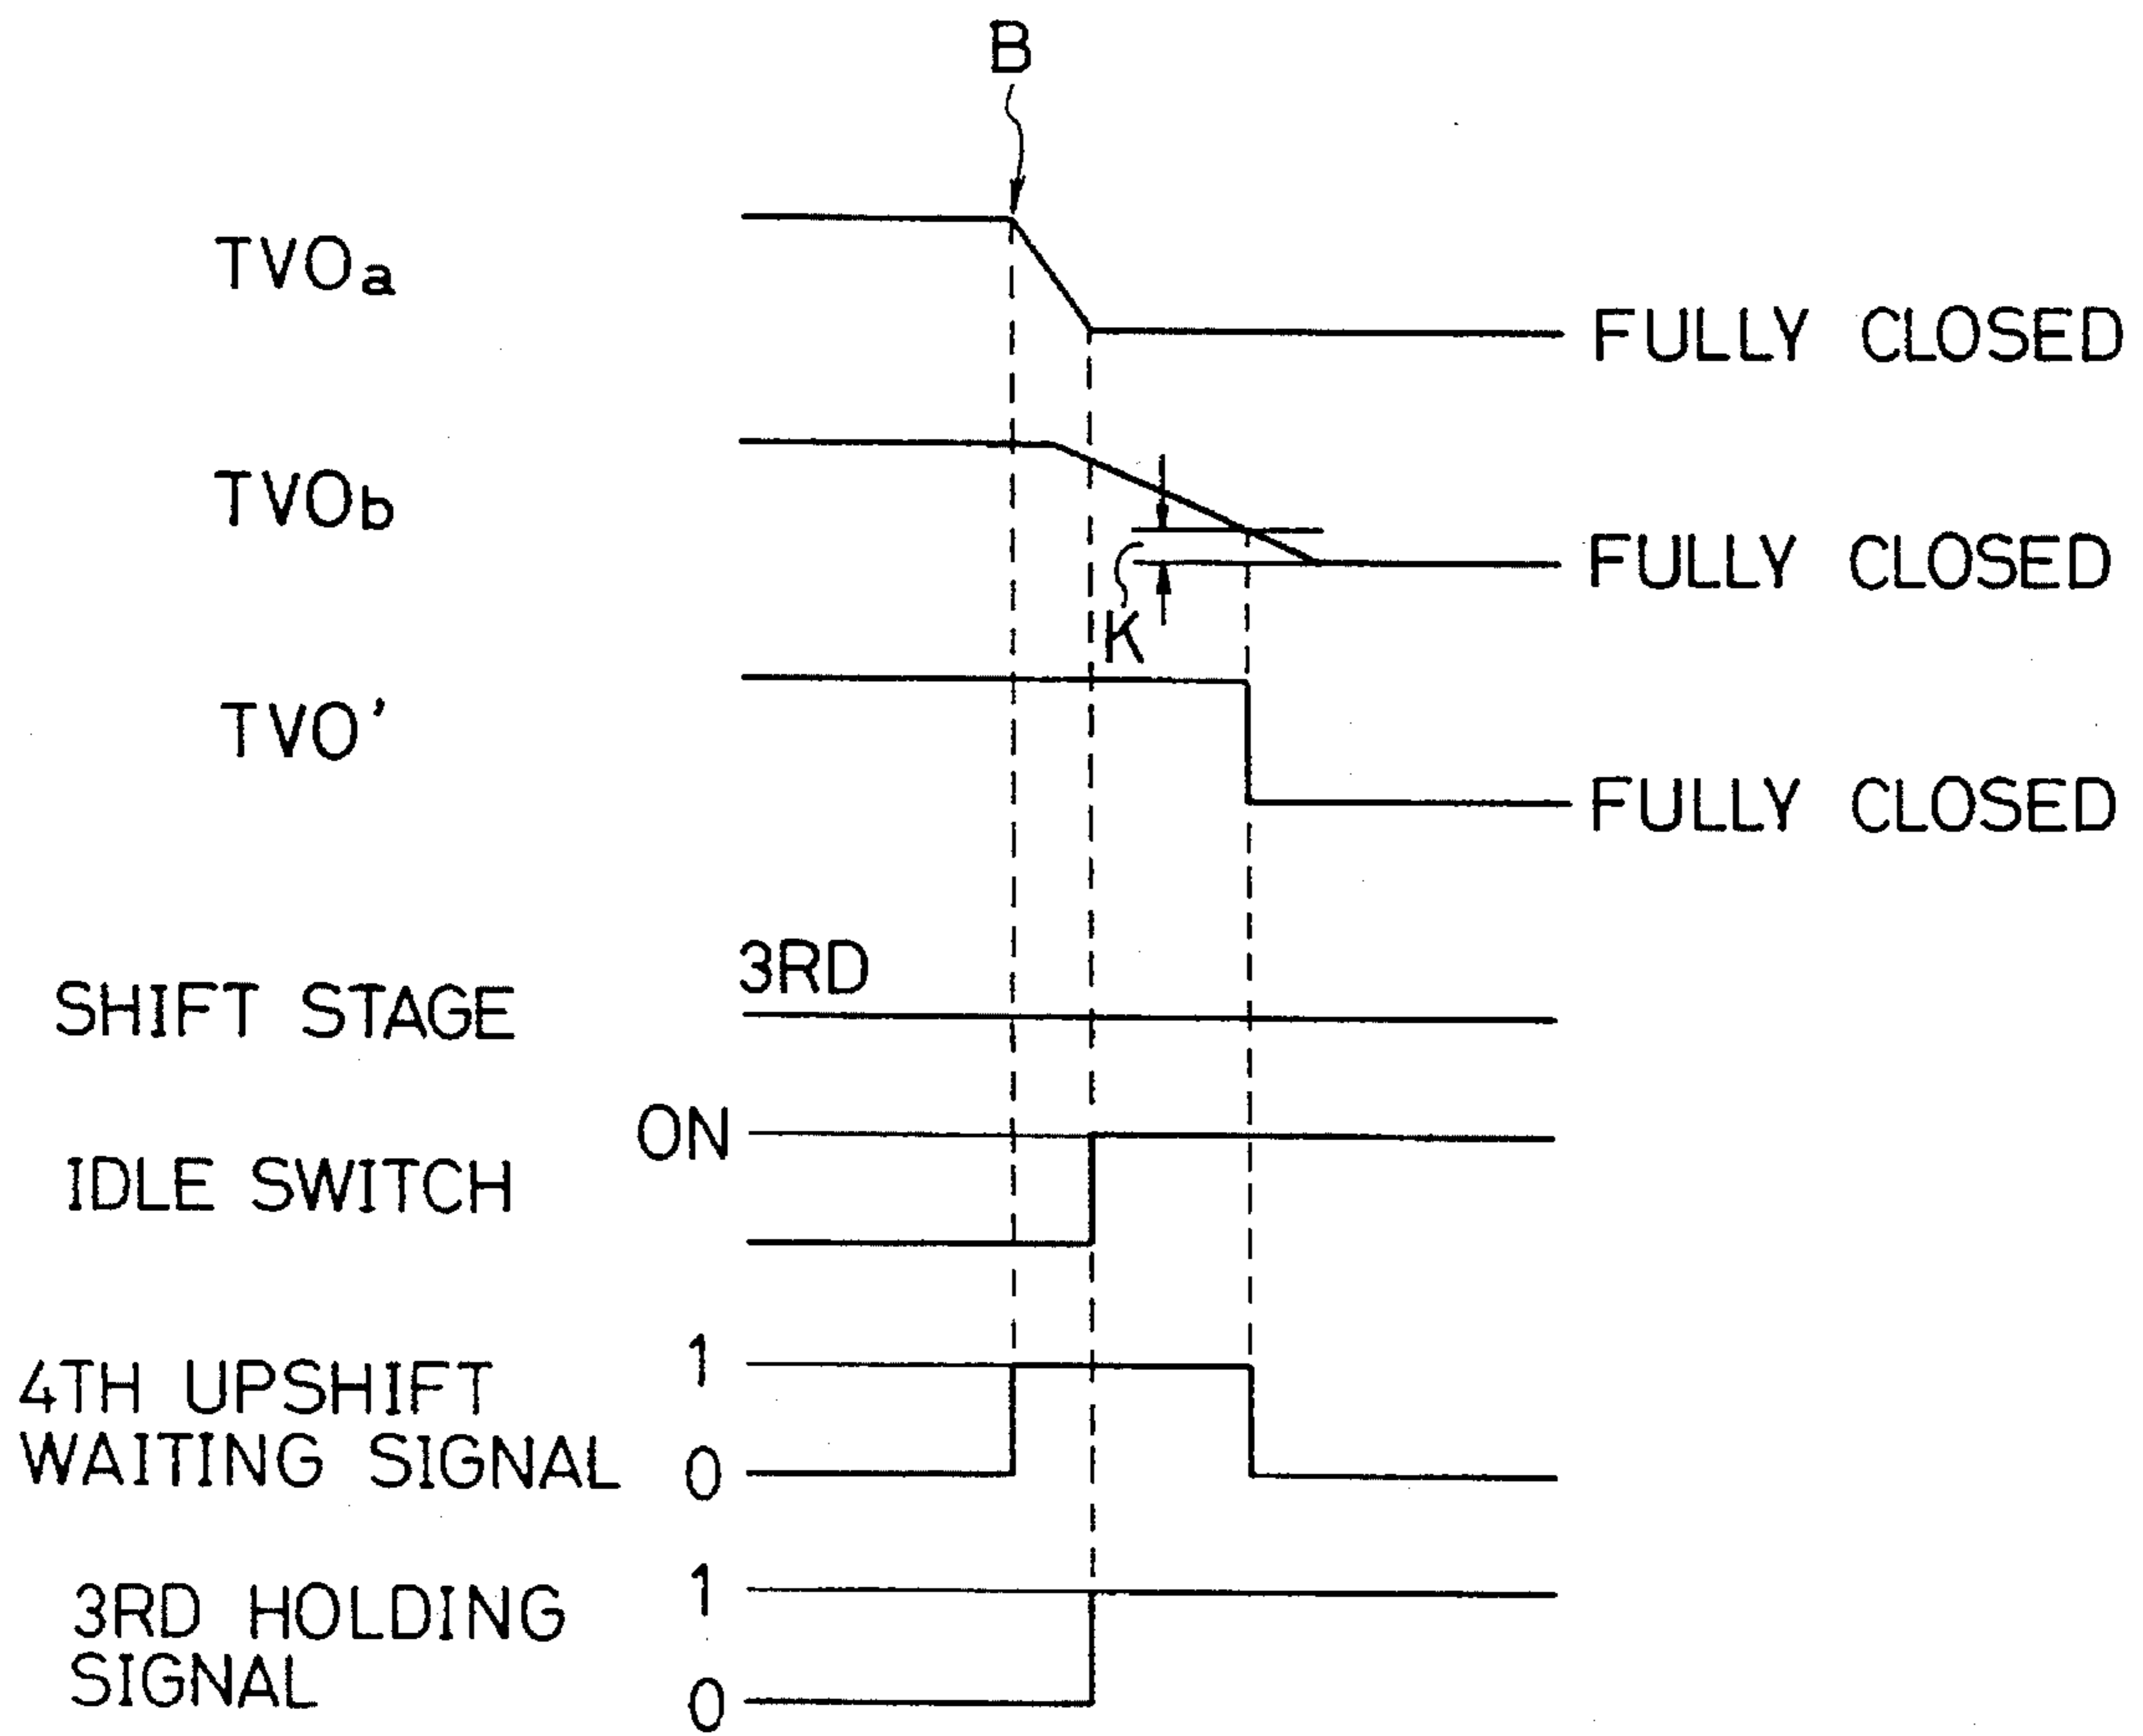 B
TVOa
FULLY CLOSED
TVOb
FULLY CLOSED
K
TVO'
FULLY CLOSED
3RD
SHIFT STAGE
ON
IDLE SWITCH
1
4TH UPSHIFT
WAITING SIGNAL
0
1
3RD HOLDING
SIGNAL
0